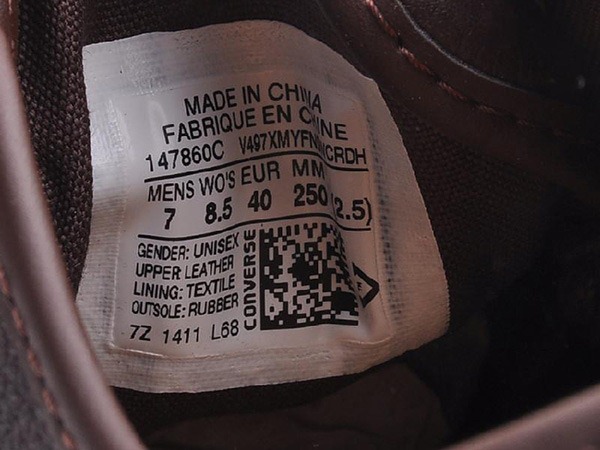 MADE IN CHINA
FABRIQUE EN CHINE
147860C
MENS WO'S EUR MM
7 8.5 40 250 (2.5)
GENDER: UNISEX
UPPER: LEATHER
LINING: TEXTILE
OUTSOLE: RUBBER
CONVERSE
7Z 1411 L68